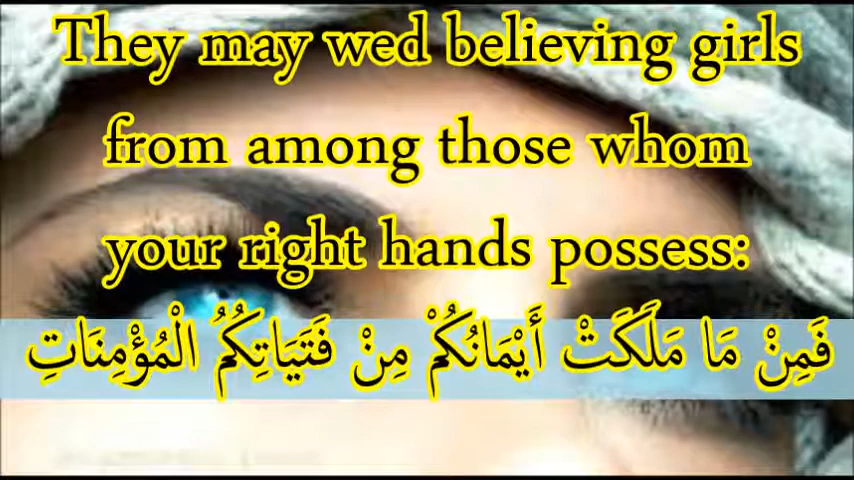 They may wed believing girls
from among those whom
your right hands possess:
فَمِنْ مَا مَلَكَتْ أَيْمَانُكُمْ مِنْ فَتَيَاتِكُمُ الْمُؤْمِنَاتِ